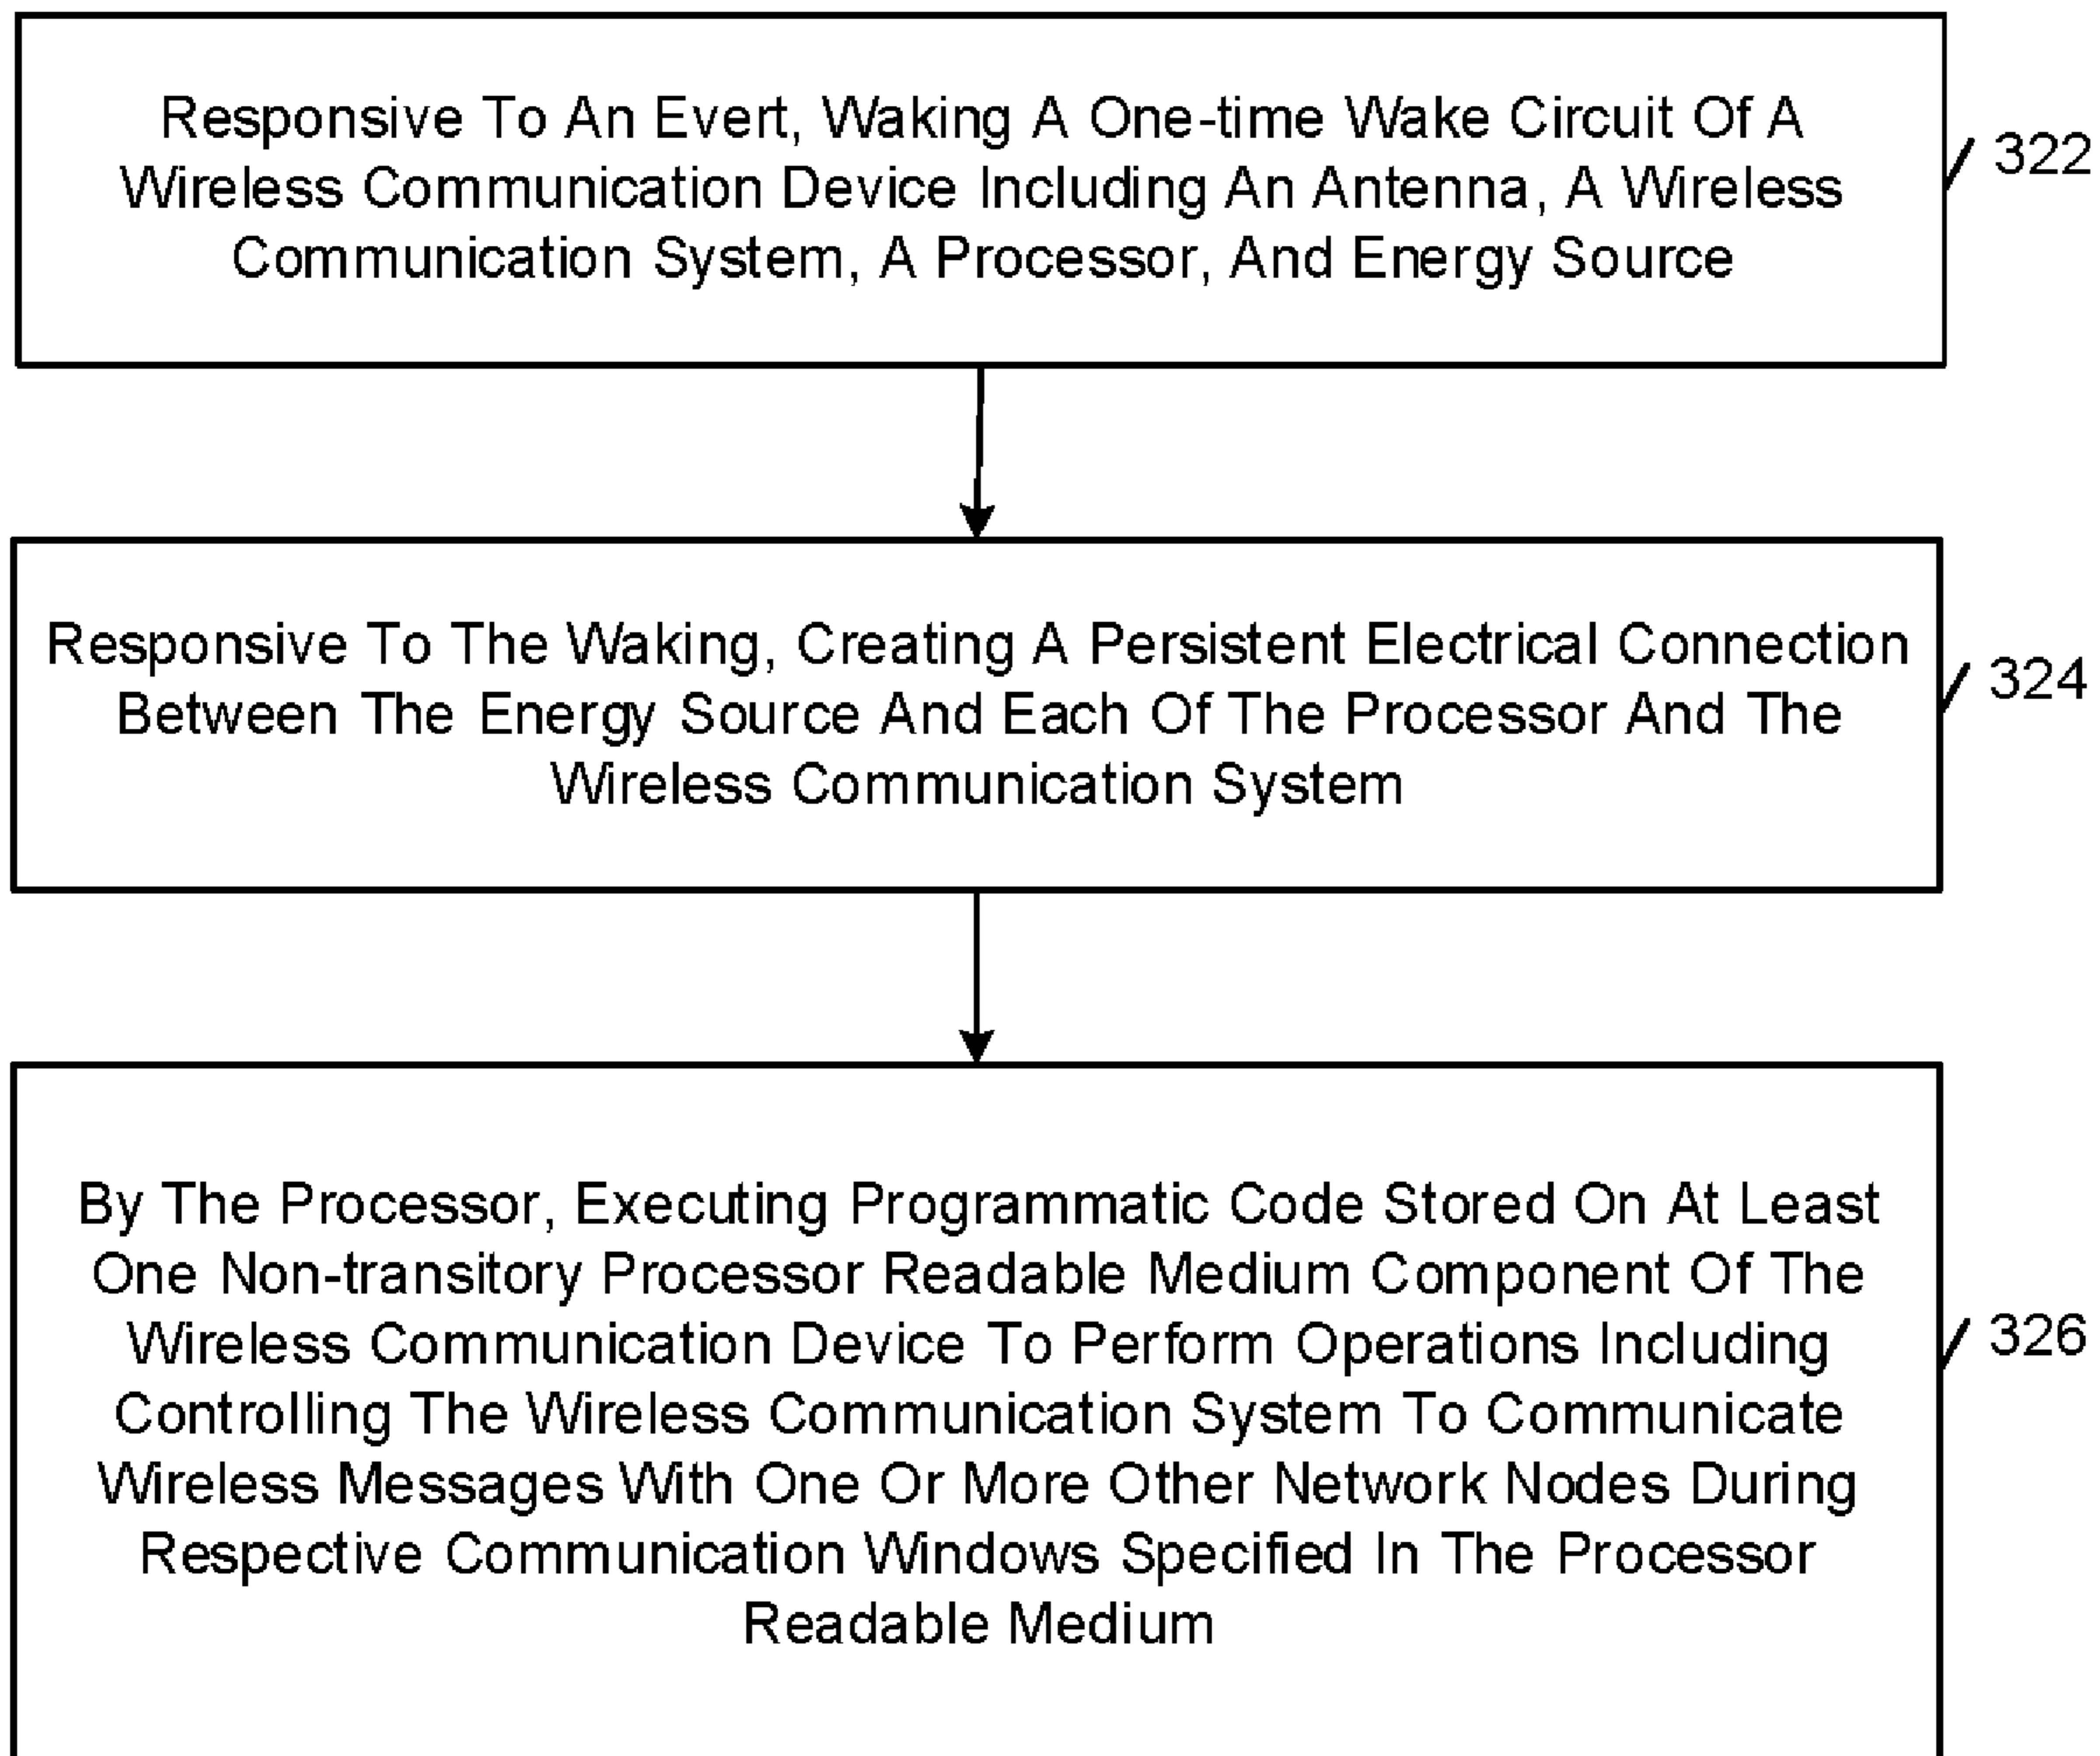 Responsive To An Evert, Waking A One-time Wake Circuit Of A
Wireless Communication Device Including An Antenna, A Wireless
Communication System, A Processor, And Energy Source
322
Responsive To The Waking, Creating A Persistent Electrical Connection
Between The Energy Source And Each Of The Processor And The
Wireless Communication System
324
By The Processor, Executing Programmatic Code Stored On At Least
One Non-transitory Processor Readable Medium Component Of The
Wireless Communication Device To Perform Operations Including
Controlling The Wireless Communication System To Communicate
Wireless Messages With One Or More Other Network Nodes During
Respective Communication Windows Specified In The Processor
Readable Medium
326